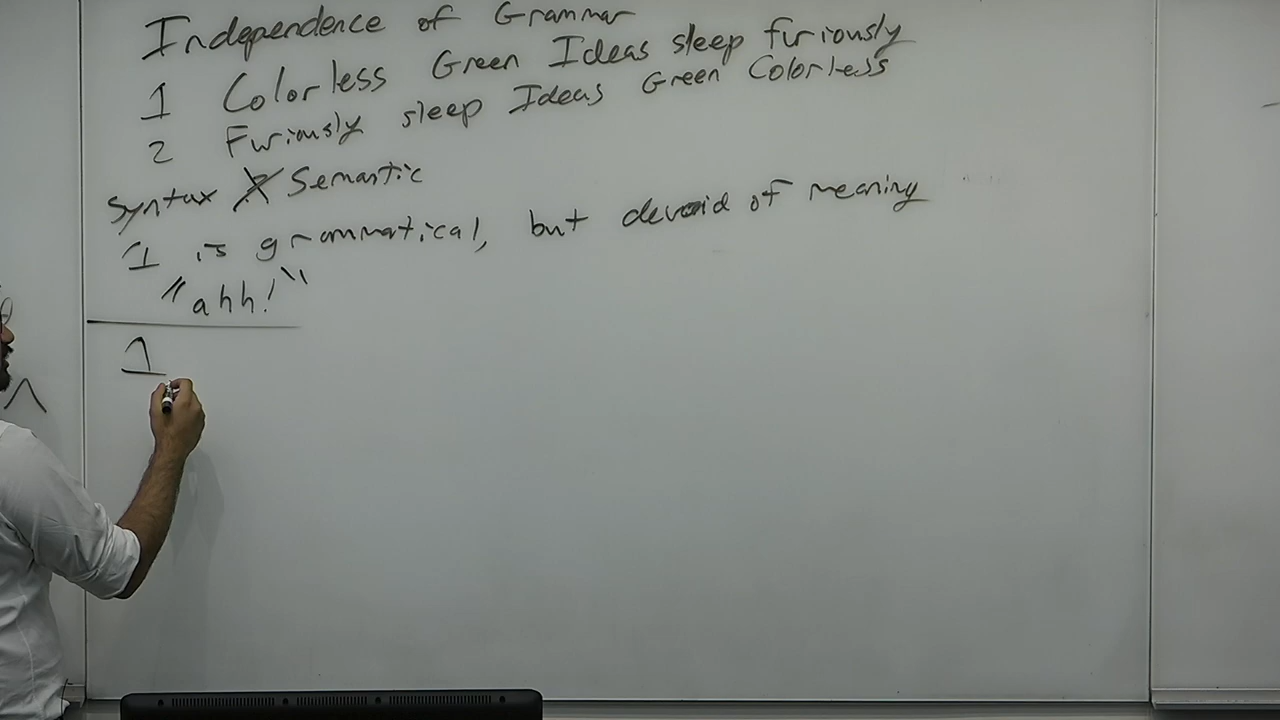 Independence of Grammar
1 Colorless Green Ideas sleep furiously
2 Furiously sleep Ideas Green Colorless
Syntax Semantic
1 is grammatical, but devoid of meaning
"ahh!"
1